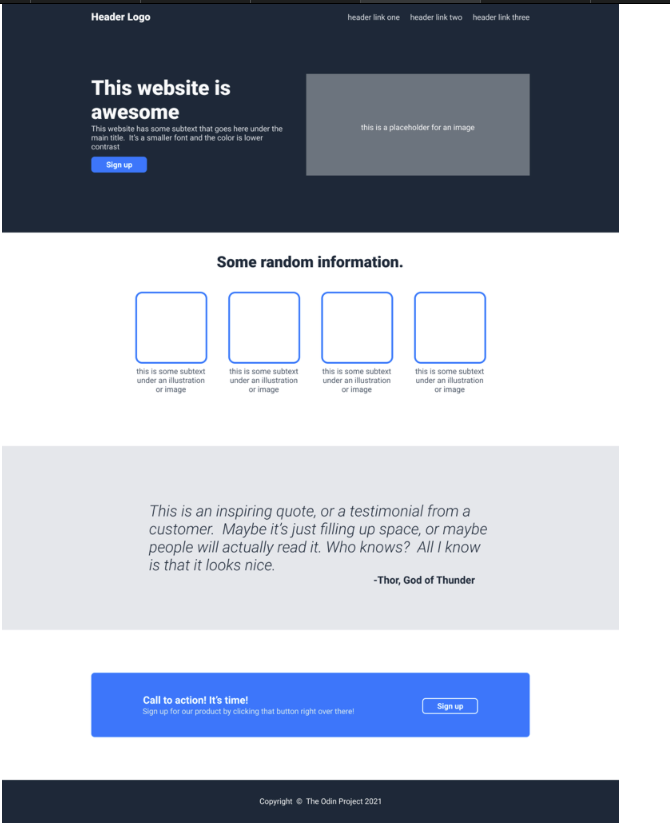 Header Logo
header link one header link two header link three
This website is
awesome
This website has some subtext that goes here under the
main title.  It's a smaller font and the color is lower
contrast
Sign up
this is a placeholder for an image
Some random information.
this is some subtext
under an illustration
or image
this is some subtext
under an illustration
or image
this is some subtext
under an illustration
or image
this is some subtext
under an illustration
or image
This is an inspiring quote, or a testimonial from a
customer.  Maybe it's just filling up space, or maybe
people will actually read it. Who knows?  All I know
is that it looks nice.
-Thor, God of Thunder
Call to action! It's time!
Sign up for our product by clicking that button right over there!
Sign up
Copyright © The Odin Project 2021